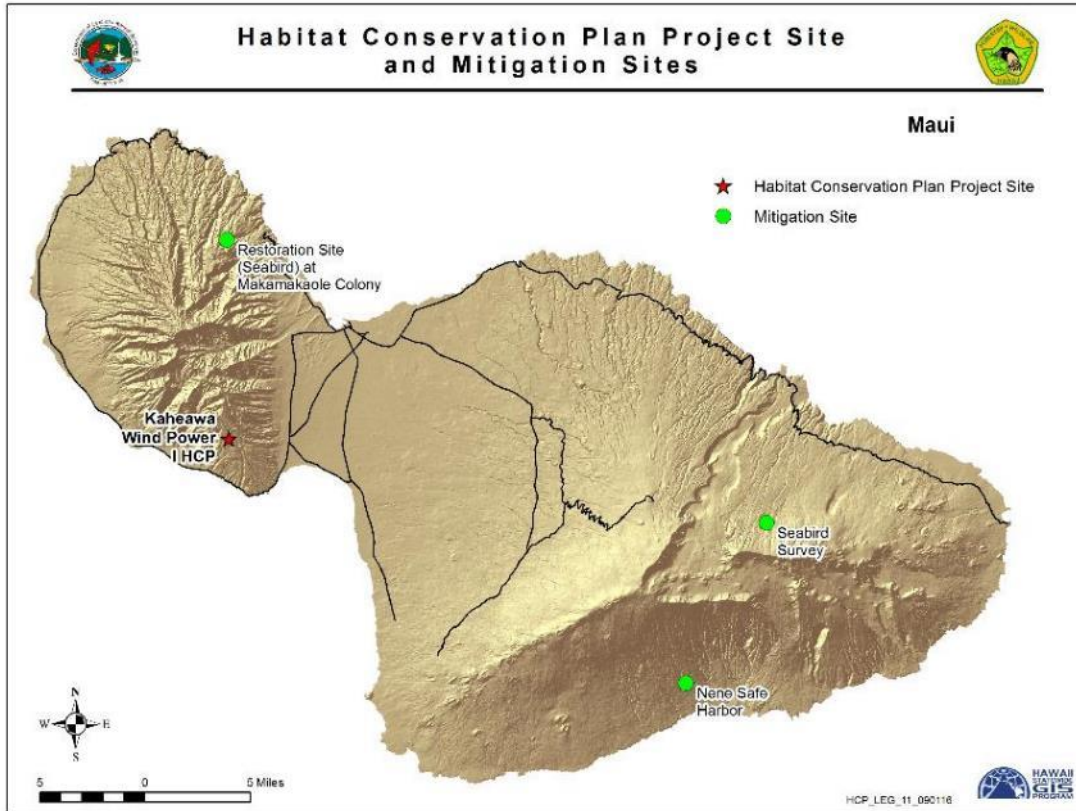 Habitat Conservation Plan Project Site
and Mitigation Sites
Maui
Habitat Conservation Plan Project Site
Mitigation Site
Restoration Site
(Seabird) at
Makamakaole Colony
Kaheawa
Wind Power
I HCP
Seabird
Survey
Nene Safe
Harbor
N
W E
S
5 0 5 Miles
HCP_LEG_11_090116
HAWAII
STATEWIDE
GIS
PROGRAM